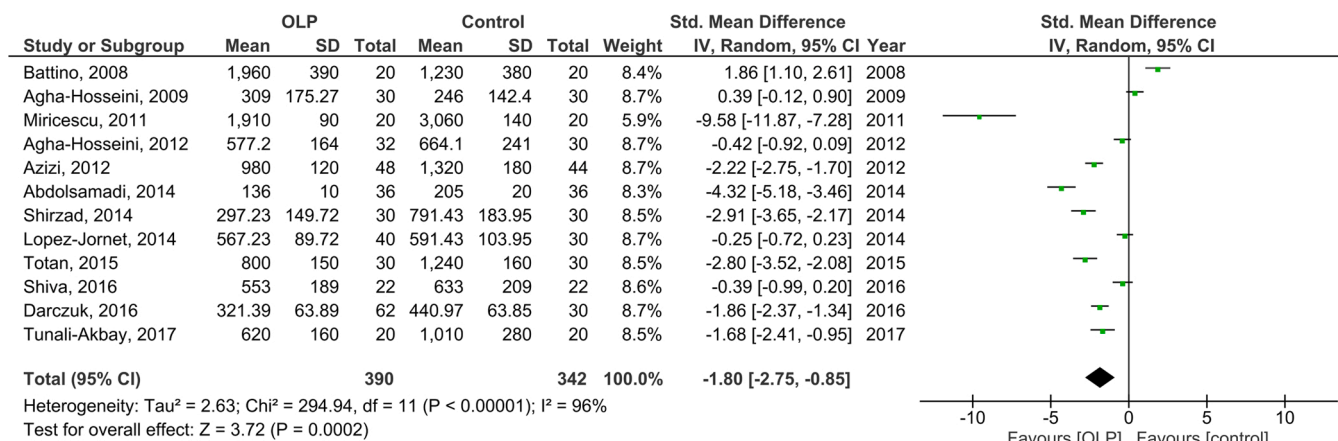 OLP Control Std. Mean Difference Std. Mean Difference
Study or Subgroup Mean SD Total Mean SD Total Weight IV, Random, 95% CI Year IV, Random, 95% CI
Battino, 2008 1,960 390 20 1,230 380 20 8.4% 1.86 [1.10, 2.61] 2008
Agha-Hosseini, 2009 309 175.27 30 246 142.4 30 8.7% 0.39 [-0.12, 0.90] 2009
Miricescu, 2011 1,910 90 20 3,060 140 20 5.9% -9.58 [-11.87, -7.28] 2011
Agha-Hosseini, 2012 577.2 164 32 664.1 241 30 8.7% -0.42 [-0.92, 0.09] 2012
Azizi, 2012 980 120 48 1,320 180 44 8.7% -2.22 [-2.75, -1.70] 2012
Abdolsamadi, 2014 136 10 36 205 20 36 8.3% -4.32 [-5.18, -3.46] 2014
Shirzad, 2014 297.23 149.72 30 791.43 183.95 30 8.5% -2.91 [-3.65, -2.17] 2014
Lopez-Jornet, 2014 567.23 89.72 40 591.43 103.95 30 8.7% -0.25 [-0.72, 0.23] 2014
Totan, 2015 800 150 30 1,240 160 30 8.5% -2.80 [-3.52, -2.08] 2015
Shiva, 2016 553 189 22 633 209 22 8.6% -0.39 [-0.99, 0.20] 2016
Darczuk, 2016 321.39 63.89 62 440.97 63.85 30 8.7% -1.86 [-2.37, -1.34] 2016
Tunali-Akbay, 2017 620 160 20 1,010 280 20 8.5% -1.68 [-2.41, -0.95] 2017
Total (95% CI) 390 342 100.0% -1.80 [-2.75, -0.85]
Heterogeneity: Tau² = 2.63; Chi² = 294.94, df = 11 (P < 0.00001); I² = 96%
-10 -5 0 5 10
Test for overall effect: Z = 3.72 (P = 0.0002)
Favours [OLP] Favours [control]